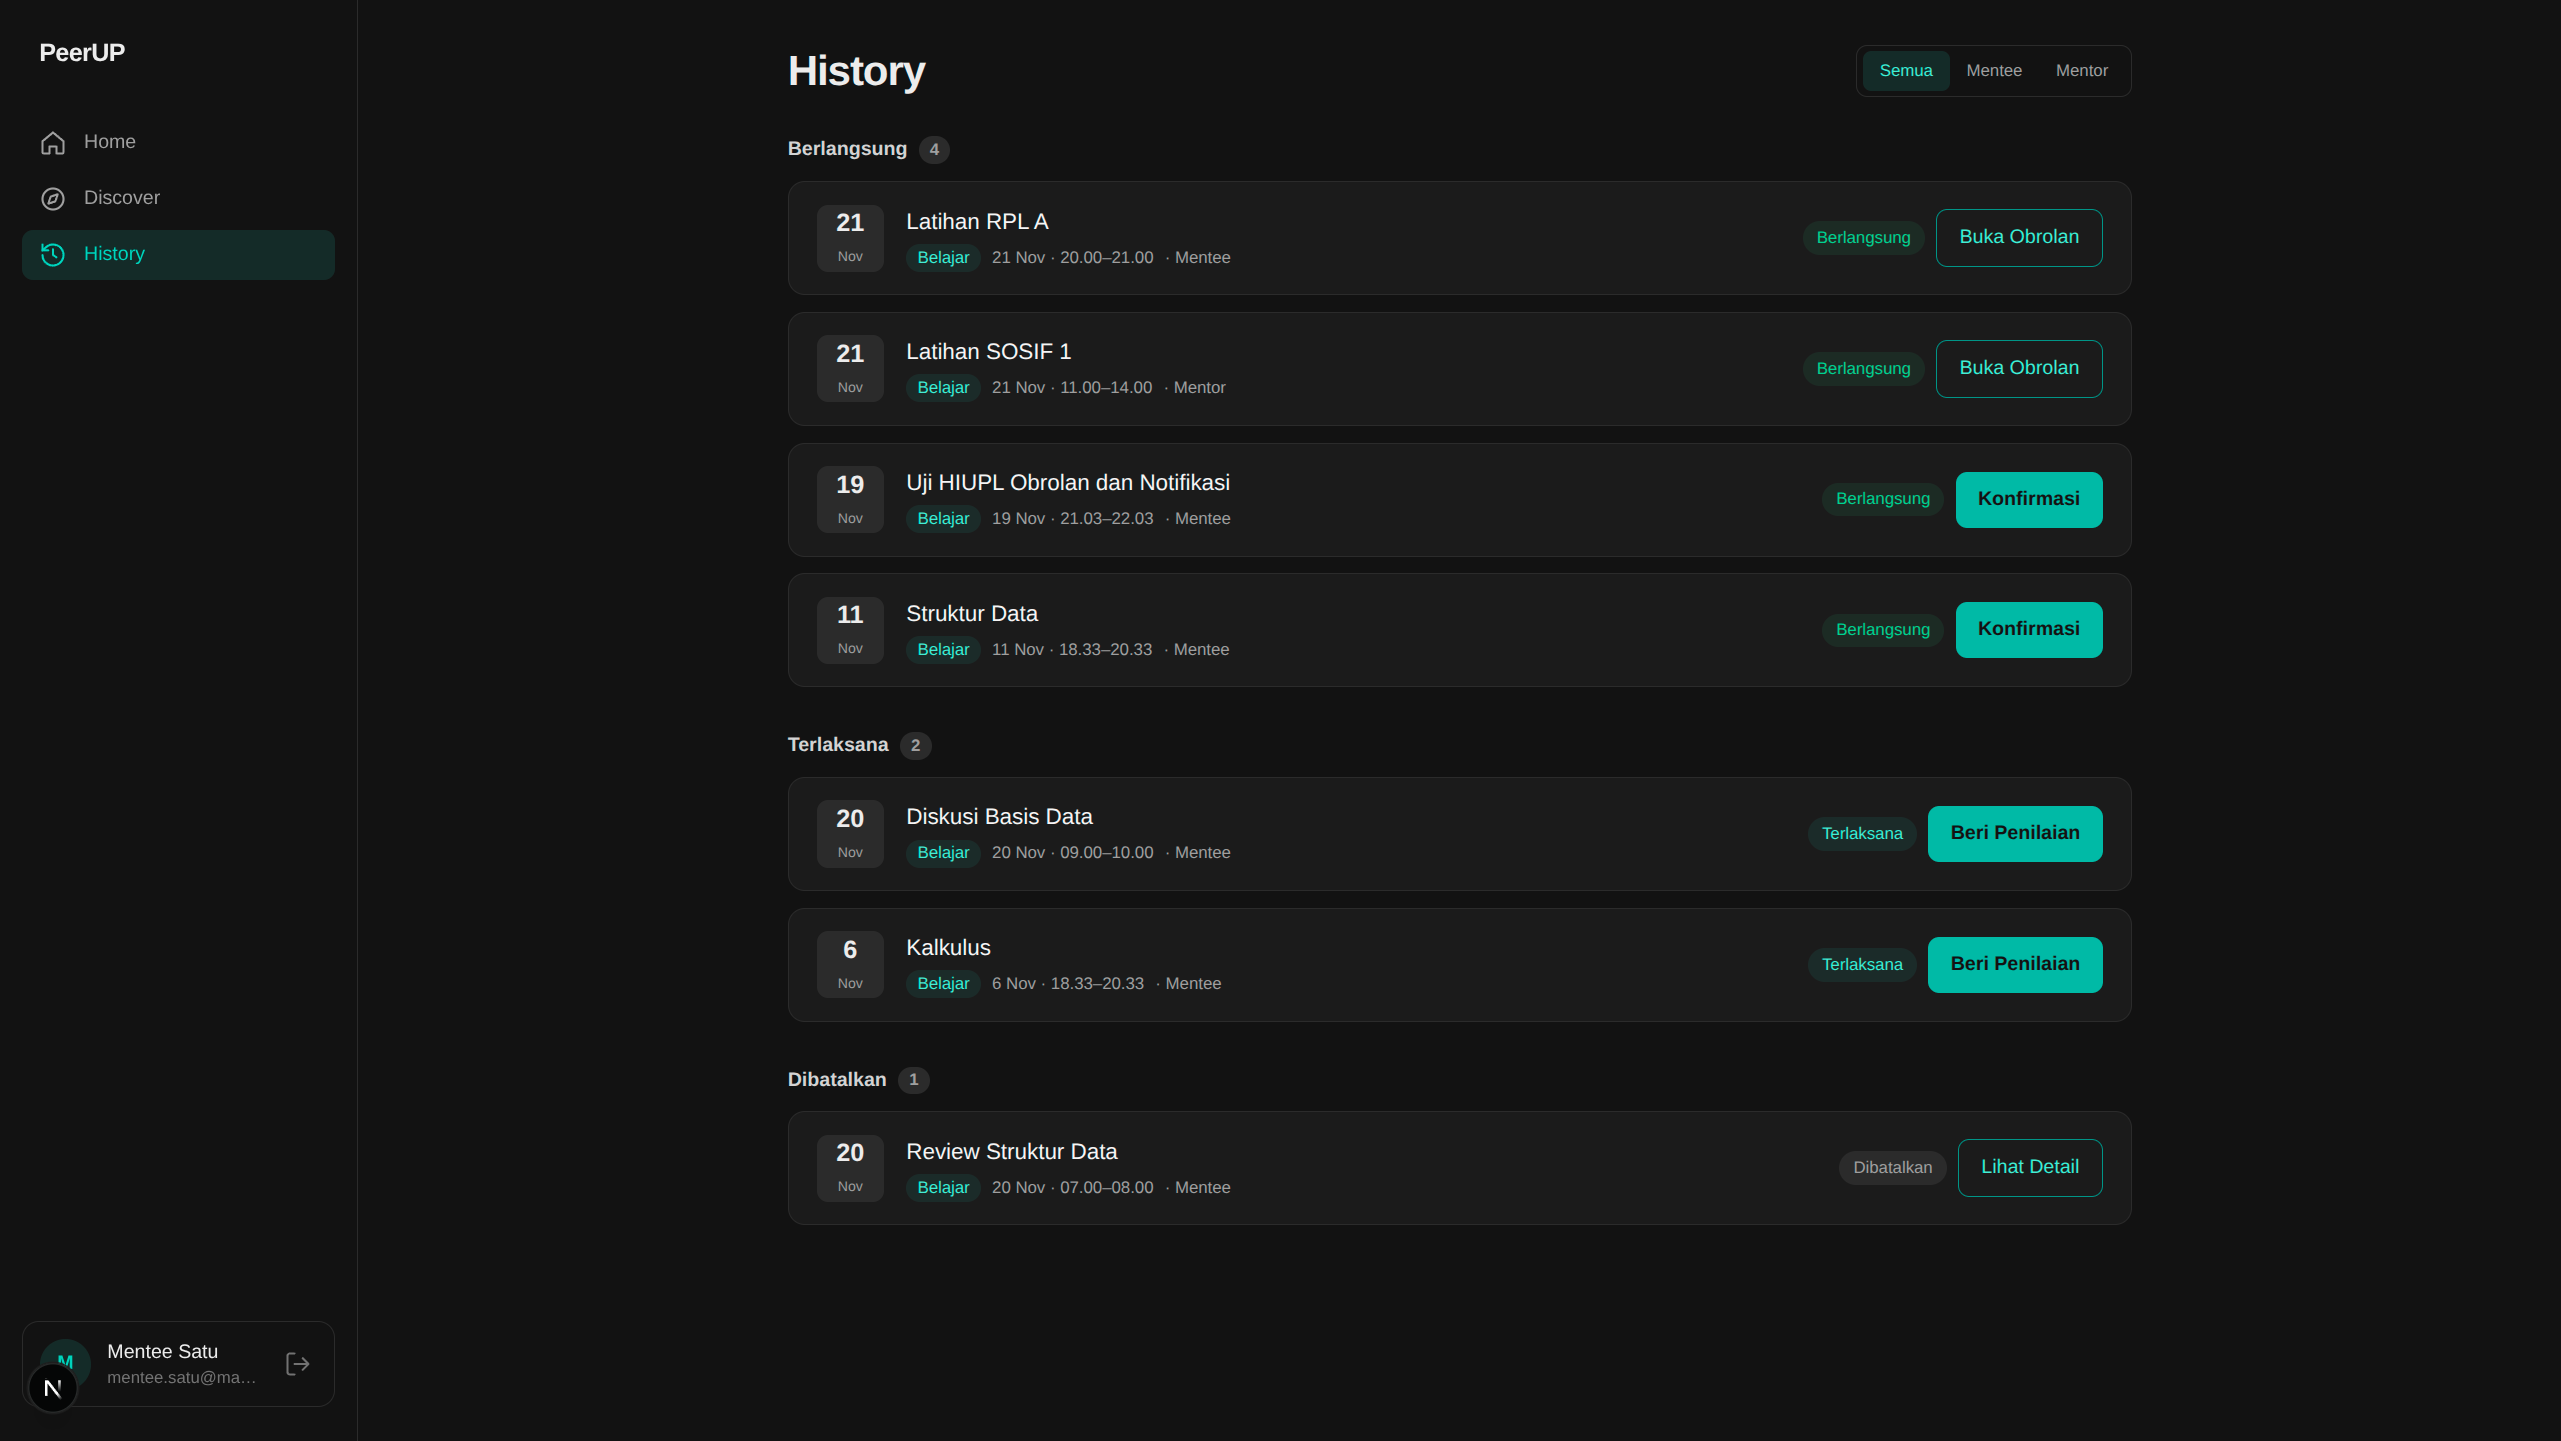 PeerUP
Home
Discover
History
History
Semua Mentee Mentor
Berlangsung 4
21 Nov
Latihan RPL A
Belajar 21 Nov · 20.00–21.00 · Mentee
Berlangsung Buka Obrolan
21 Nov
Latihan SOSIF 1
Belajar 21 Nov · 11.00–14.00 · Mentor
Berlangsung Buka Obrolan
19 Nov
Uji HIUPL Obrolan dan Notifikasi
Belajar 19 Nov · 21.03–22.03 · Mentee
Berlangsung Konfirmasi
11 Nov
Struktur Data
Belajar 11 Nov · 18.33–20.33 · Mentee
Berlangsung Konfirmasi
Terlaksana 2
20 Nov
Diskusi Basis Data
Belajar 20 Nov · 09.00–10.00 · Mentee
Terlaksana Beri Penilaian
6 Nov
Kalkulus
Belajar 6 Nov · 18.33–20.33 · Mentee
Terlaksana Beri Penilaian
Dibatalkan 1
20 Nov
Review Struktur Data
Belajar 20 Nov · 07.00–08.00 · Mentee
Dibatalkan Lihat Detail
M
N
Mentee Satu
mentee.satu@ma…